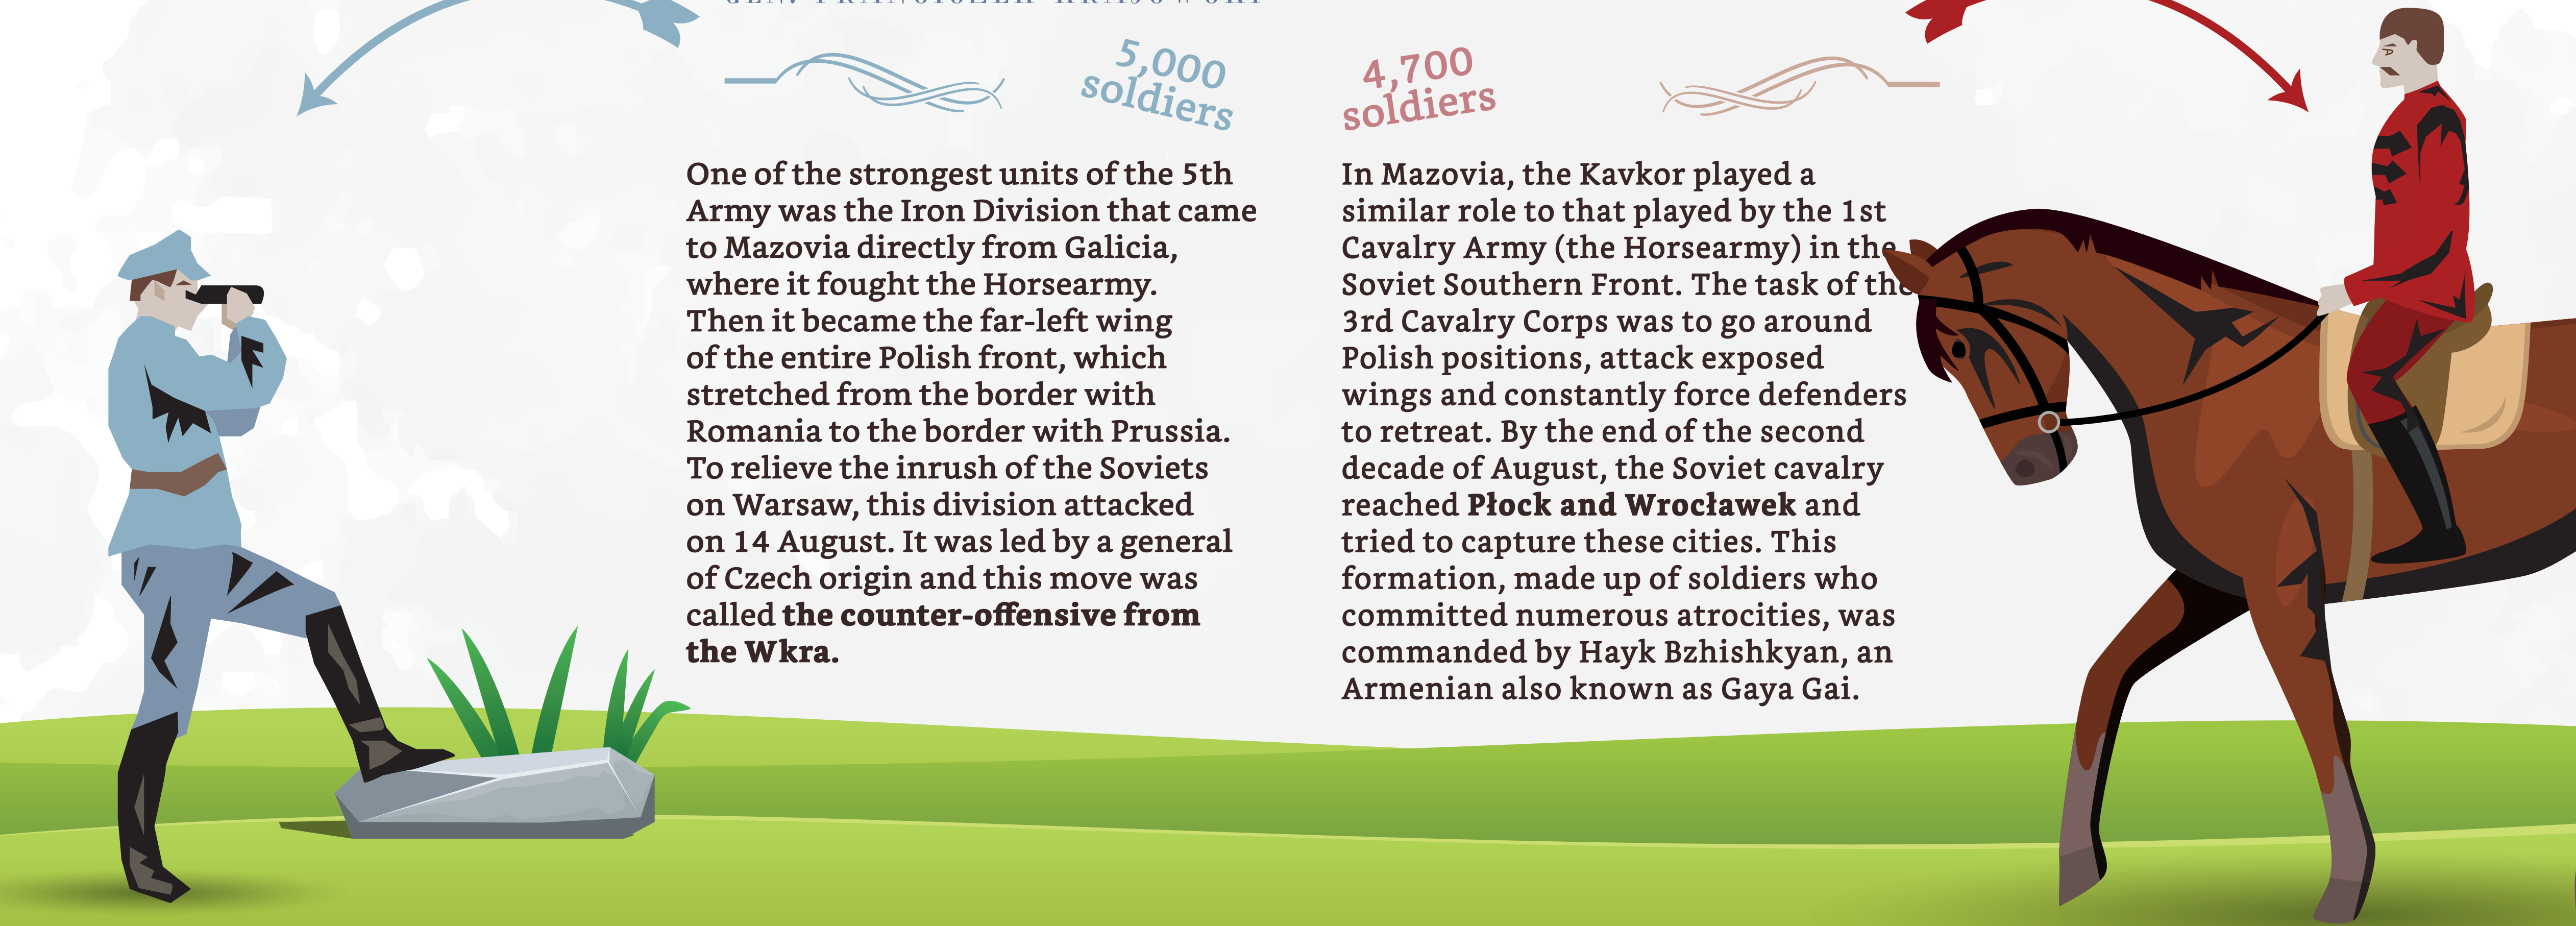 5,000
soldiers
One of the strongest units of the 5th
Army was the Iron Division that came
to Mazovia directly from Galicia,
where it fought the Horsearmy.
Then it became the far-left wing
of the entire Polish front, which
stretched from the border with
Romania to the border with Prussia.
To relieve the inrush of the Soviets
on Warsaw, this division attacked
on 14 August. It was led by a general
of Czech origin and this move was
called the counter-offensive from
the Wkra.
4,700
soldiers
In Mazovia, the Kavkor played a
similar role to that played by the 1st
Cavalry Army (the Horsearmy) in the
Soviet Southern Front. The task of the
3rd Cavalry Corps was to go around
Polish positions, attack exposed
wings and constantly force defenders
to retreat. By the end of the second
decade of August, the Soviet cavalry
reached Płock and Wrocławek and
tried to capture these cities. This
formation, made up of soldiers who
committed numerous atrocities, was
commanded by Hayk Bzhishkyan, an
Armenian also known as Gaya Gai.